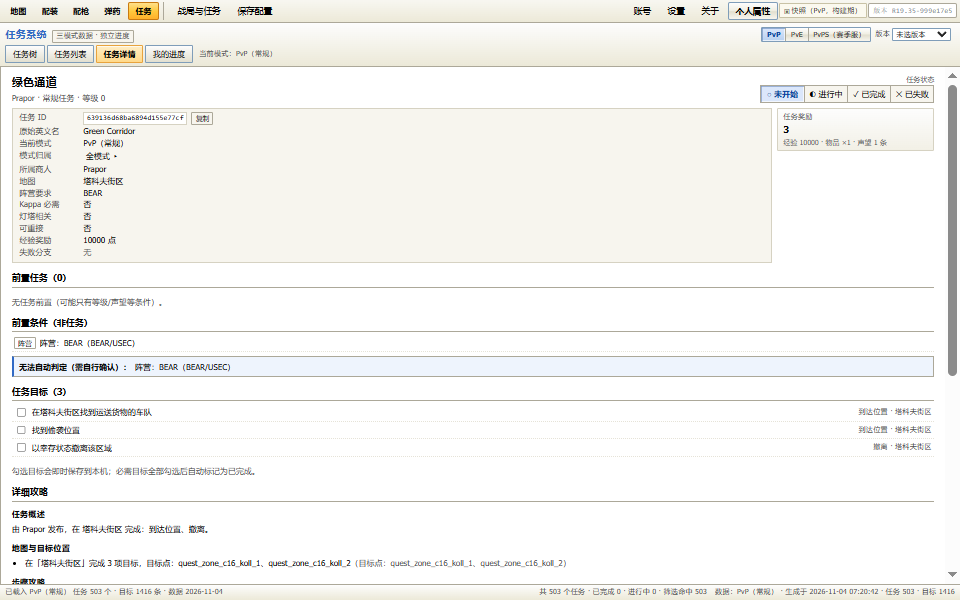 地图 配装 配枪 弹药 任务 战局与任务 保存配置 账号 设置 关于 个人属性 快照（PvP，构建期） 版本 R19.35-999e17e5
任务系统 三模式数据 · 独立进度 PvP PvE PvPS（赛季服） 版本 未选版本
任务树 任务列表 任务详情 我的进度 当前模式：PvP（常规）
绿色逼道
Prapor · 常规任务 · 等级 0
任务状态
○ 未开始 ◐ 进行中 ✓ 已完成 ✕ 已失败
任务 ID 639136d68ba6894d155e77cf 复制
原始英文名 Green Corridor
当前模式 PvP（常规）
模式归属 全模式
所属商人 Prapor
地图 塔科夫街区
阵营要求 BEAR
Kappa 必需 否
灯塔相关 否
可重接 否
经验奖励 10000 点
失败分支 无
任务奖励
3
经验 10000 · 物品 ×1 · 声望 1 条
前置任务（0）
无任务前置（可能只有等级/声望等条件）。
前置条件（非任务）
阵营 阵营：BEAR（BEAR/USEC）
无法自动判定（需自行确认）： 阵营：BEAR（BEAR/USEC）
任务目标（3）
在塔科夫街区找到运送货物的车队 到达位置 · 塔科夫街区
找到偷袭位置 到达位置 · 塔科夫街区
以幸存状态撤离该区域 撤离 · 塔科夫街区
勾选目标会即时保存到本机；必需目标全部勾选后自动标记为已完成。
详细攻略
任务概述
由 Prapor 发布，在 塔科夫街区 完成：到达位置、撤离。
地图与目标位置
• 在「塔科夫街区」完成 3 项目标，目标点：quest_zone_c16_koll_1、quest_zone_c16_koll_2（目标点：quest_zone_c16_koll_1、quest_zone_c16_koll_2）
步骤攻略
已载入 PvP（常规） 任务 503 个 · 目标 1416 条 · 数据 2026-11-04 共 503 个任务 · 已完成 0 · 进行中 0 · 筛选命中 503 数据：PvP（常规） · 生成于 2026-11-04 07:20:42 · 任务 503 · 目标 1416